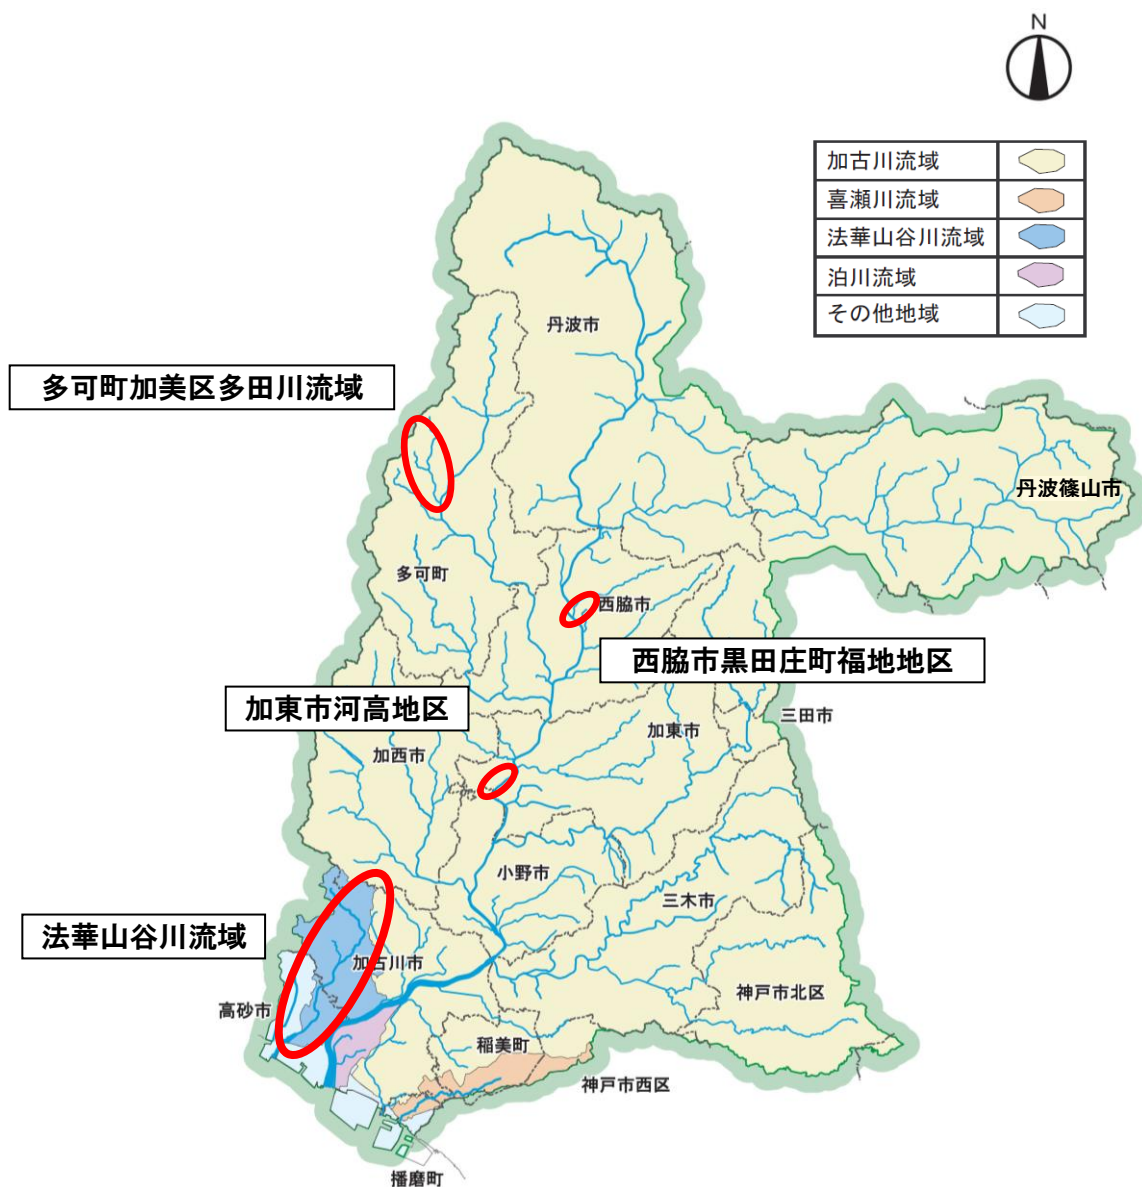 N
加古川流域
喜瀬川流域
法華山谷川流域
泊川流域
その他地域
丹波市
多可町加美区多田川流域
丹波篠山市
多可町
西脇市
西脇市黒田庄町福地地区
加東市河高地区
三田市
加東市
加西市
小野市
三木市
法華山谷川流域
加古川市
神戸市北区
高砂市
稲美町
神戸市西区
播磨町